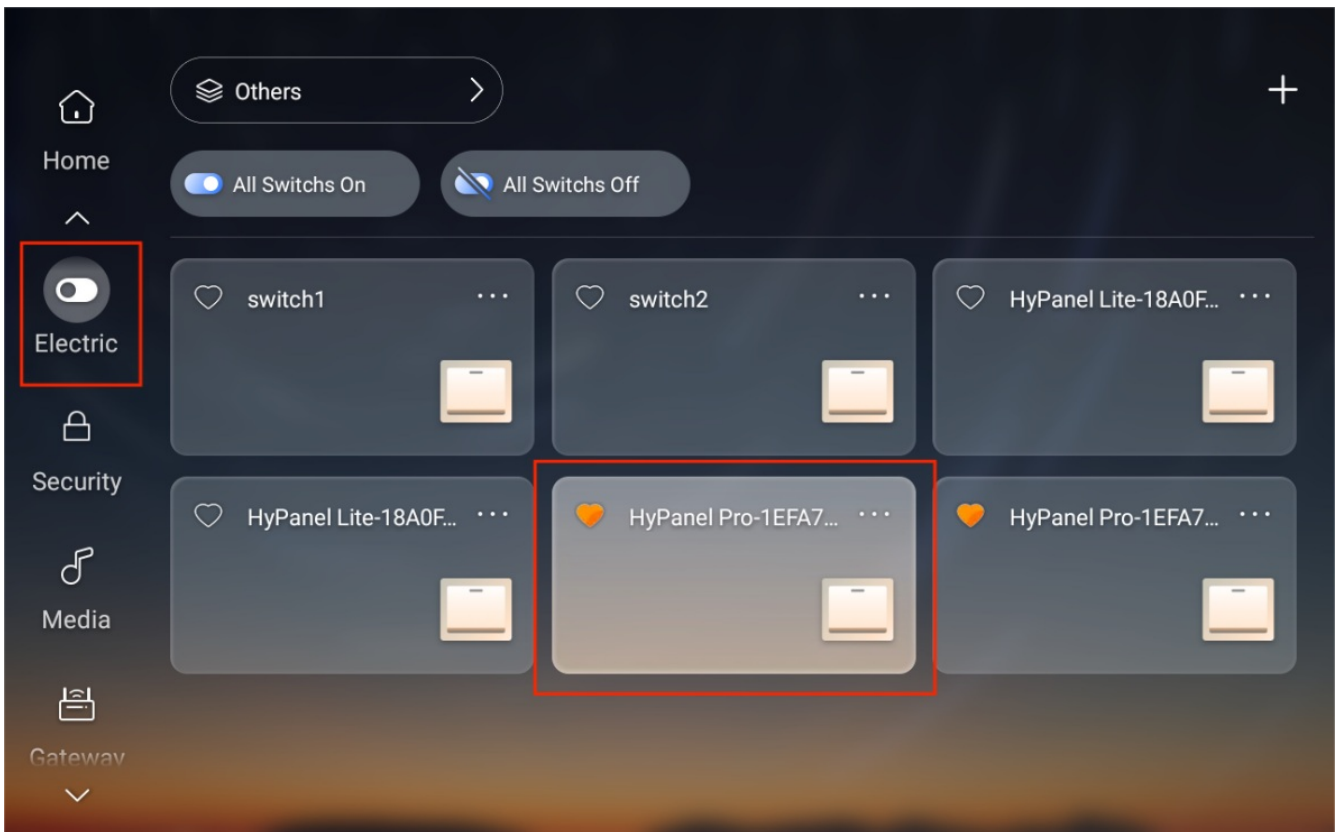 Others
Home
All Switchs On
All Switchs Off
Electric
switch1
switch2
HyPanel Lite-18A0F...
Security
HyPanel Lite-18A0F...
HyPanel Pro-1EFA7...
HyPanel Pro-1EFA7...
Media
Gateway